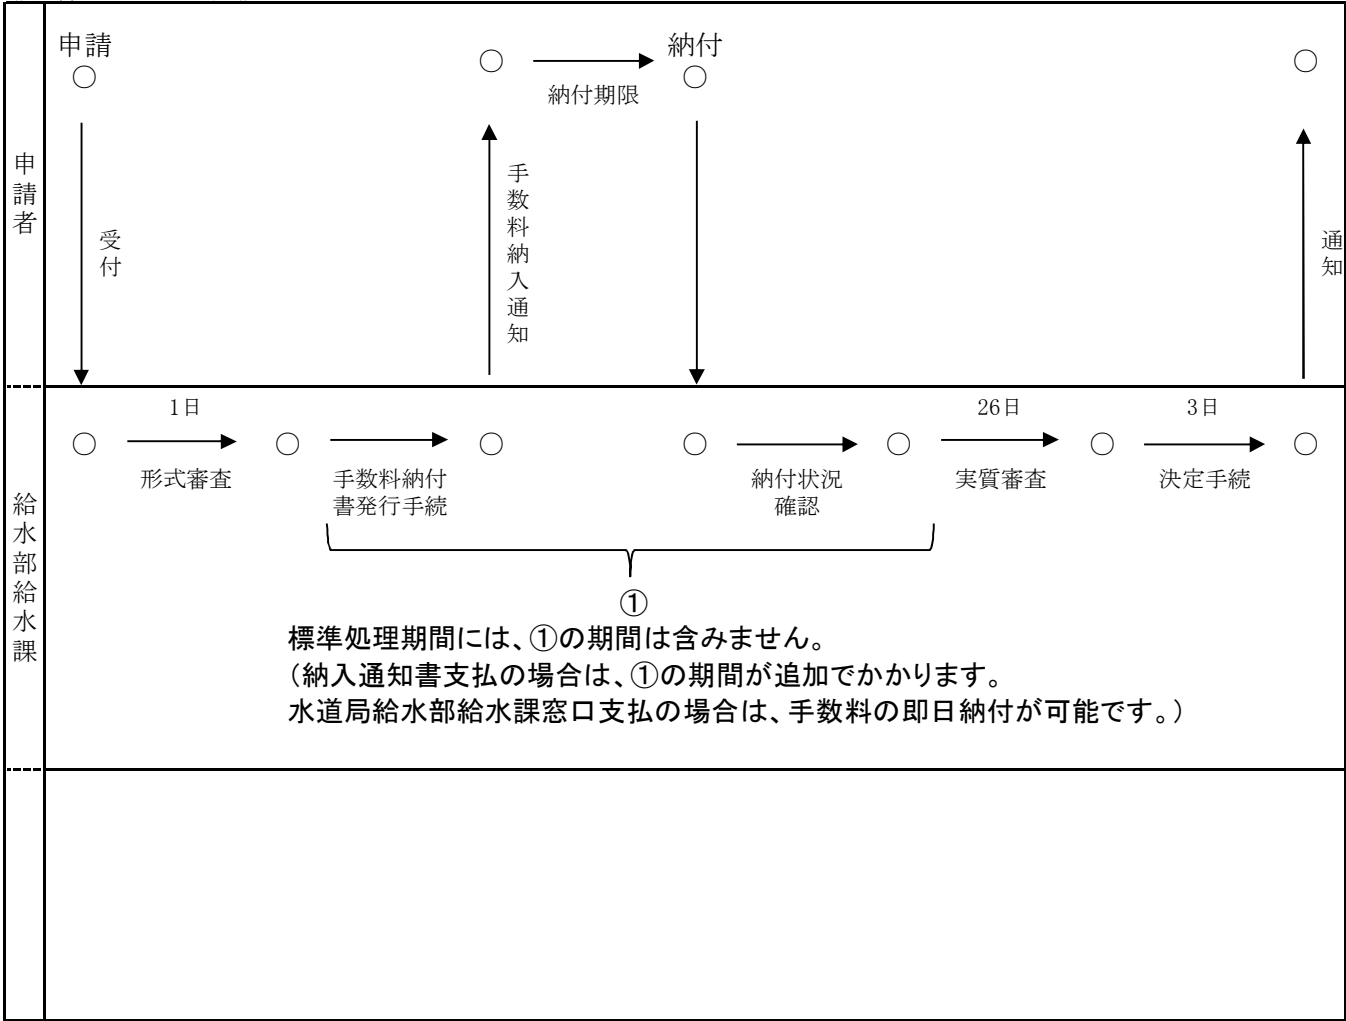 申請者
申請
納付
納付期限
受付
手数料納入通知
通知
給水部給水課
1日
26日
3日
形式審査
手数料納付
書発行手続
納付状況
確認
実質審査
決定手続
①
標準処理期間には、①の期間は含みません。
（納入通知書支払の場合は、①の期間が追加でかかります。
水道局給水部給水課窓口支払の場合は、手数料の即日納付が可能です。）